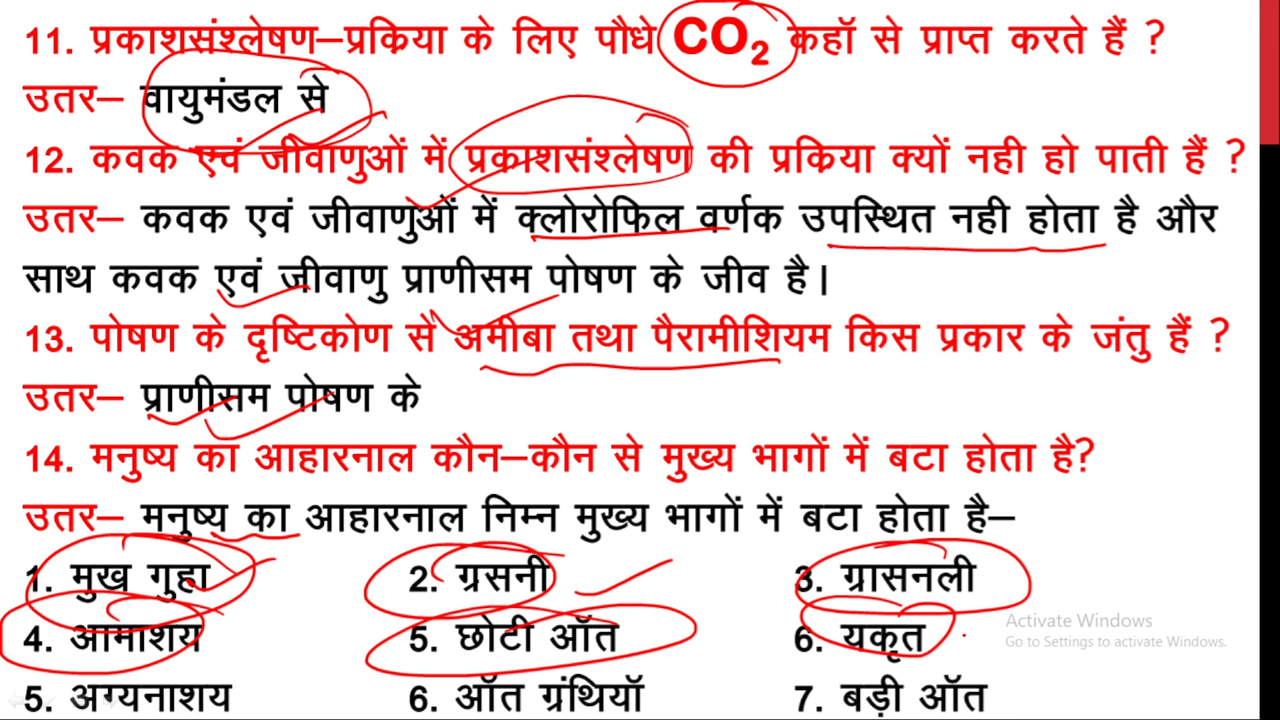 11. प्रकाशसंश्लेषण–प्रकिया के लिए पौधे CO₂ कहॉ से प्राप्त करते हैं ?
उतर– वायुमंडल से
12. कवक एवं जीवाणुओं में प्रकाशसंश्लेषण की प्रकिया क्यों नही हो पाती हैं ?
उतर– कवक एवं जीवाणुओं में क्लोरोफिल वर्णक उपस्थित नही होता है और
साथ कवक एवं जीवाणु प्राणीसम पोषण के जीव है।
13. पोषण के दृष्टिकोण से अमीबा तथा पैरामीशियम किस प्रकार के जंतु हैं ?
उतर– प्राणीसम पोषण के
14. मनुष्य का आहारनाल कौन–कौन से मुख्य भागों में बटा होता है?
उतर– मनुष्य का आहारनाल निम्न मुख्य भागों में बटा होता है–
1. मुख गुहा 2. ग्रसनी 3. ग्रासनली
4. आमाशय 5. छोटी ऑत 6. यकृत
5. अग्यनाशय 6. ऑत ग्रंथियॉ 7. बड़ी ऑत
Activate Windows
Go to Settings to activate Windows.